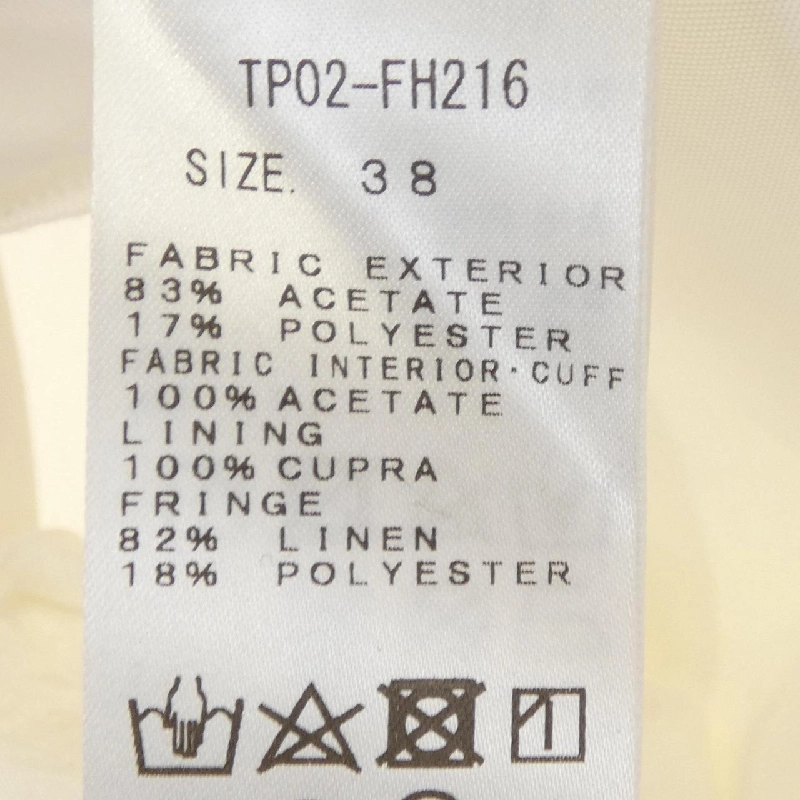 TP02-FH216
SIZE. 38
FABRIC EXTERIOR
83% ACETATE
17% POLYESTER
FABRIC INTERIOR·CUFF
100% ACETATE
LINING
100% CUPRA
FRINGE
82% LINEN
18% POLYESTER